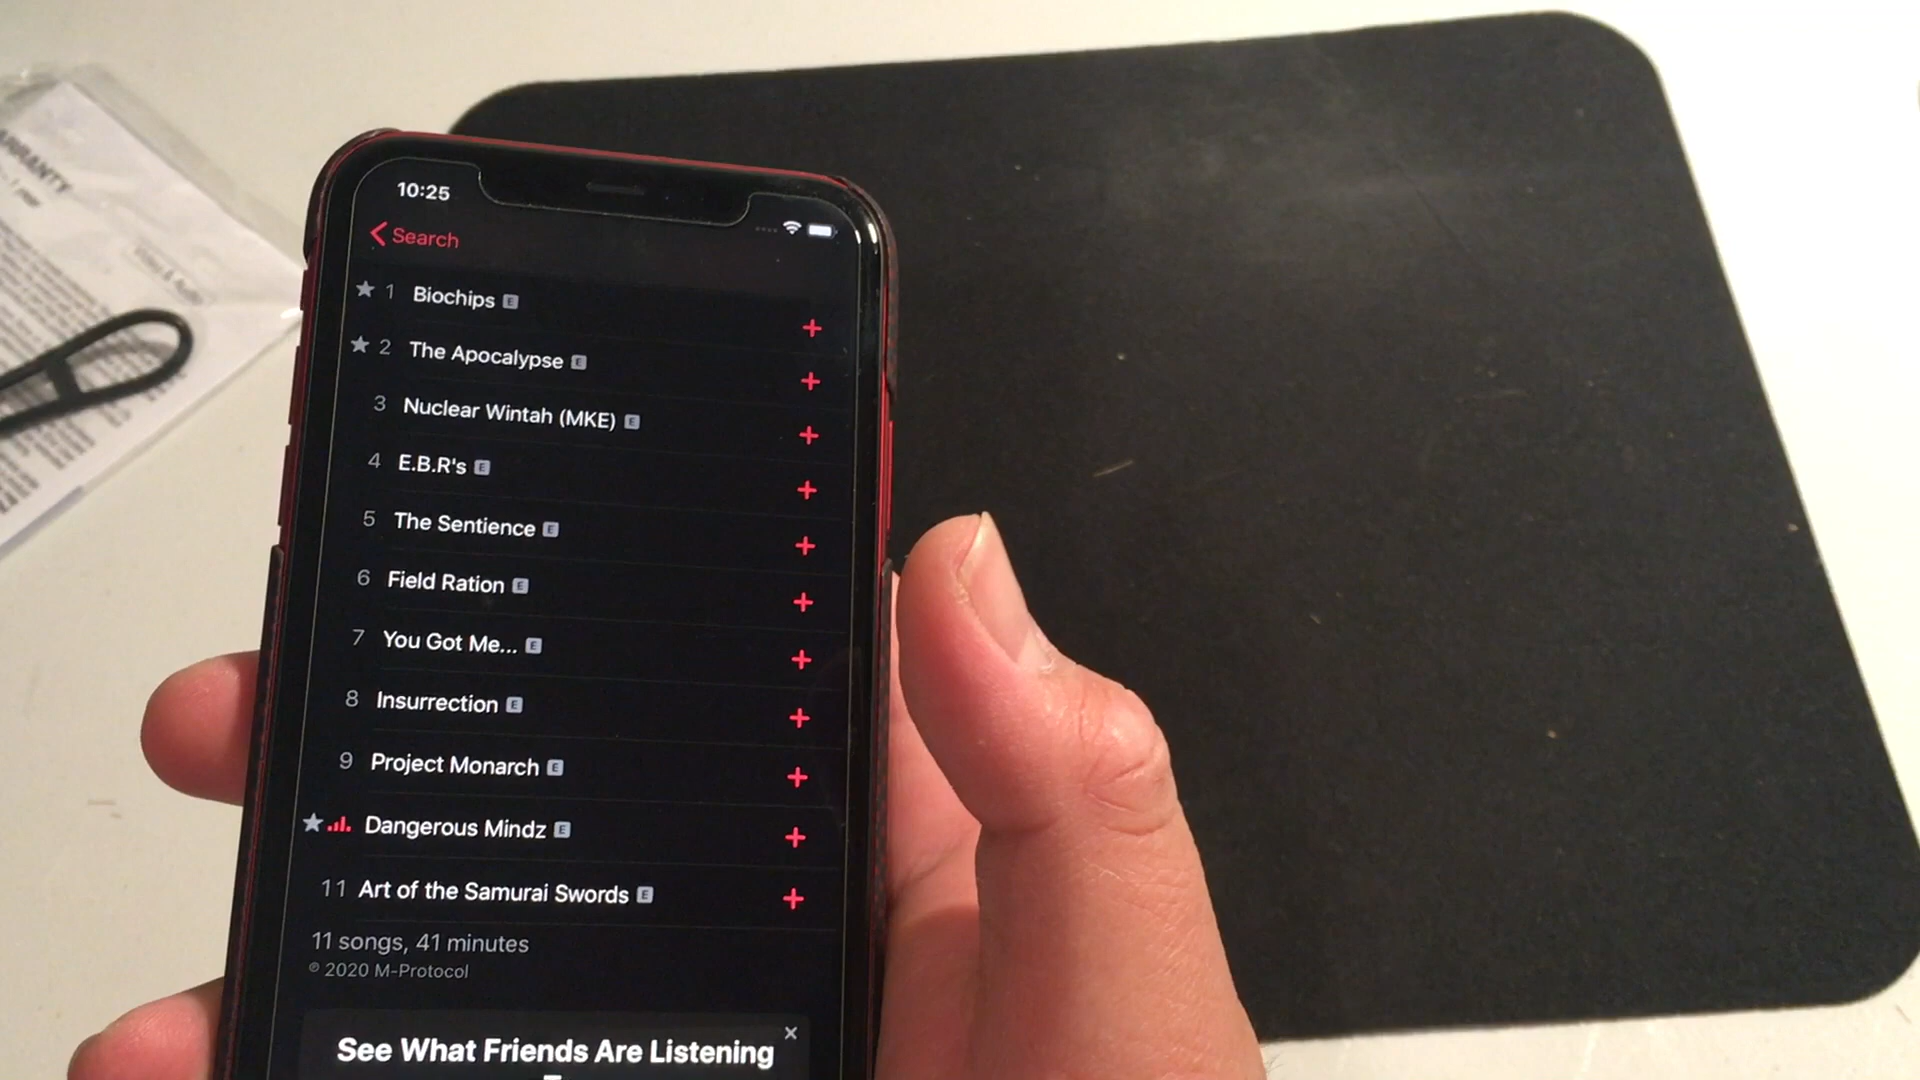 WARRANTY
10:25
Search
★ 1 Biochips E
★ 2 The Apocalypse E
3 Nuclear Wintah (MKE) E
4 E.B.R's E
5 The Sentience E
6 Field Ration E
7 You Got Me... E
8 Insurrection E
9 Project Monarch E
★ Dangerous Mindz E
11 Art of the Samurai Swords E
11 songs, 41 minutes
℗ 2020 M-Protocol
See What Friends Are Listening